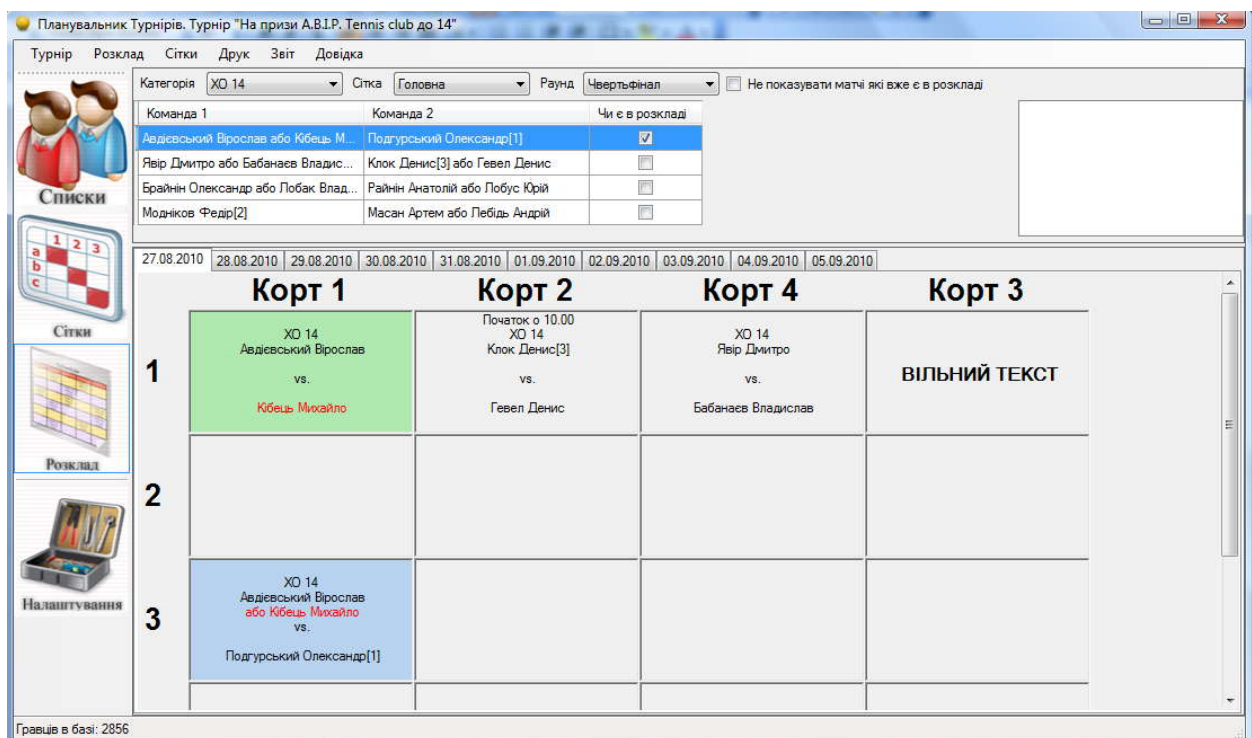 Планувальник Турнірів. Турнір "На призи A.B.I.P. Tennis club до 14"
Турнір Розклад Сітки Друк Звіт Довідка
Категорія ХО 14 Сітка Головна Раунд Чвертьфінал Не показувати матчі які вже є в розкладі
Команда 1 Команда 2 Чи є в розкладі
Авдієвський Вірослав або Кібець М... Подгурський Олександр[1]
Явір Дмитро або Бабанаєв Владис... Клок Денис[3] або Гевел Денис
Брайнін Олександр або Лобак Влад... Райнін Анатолій або Лобус Юрій
Модніков Федір[2] Масан Артем або Лебідь Андрій
Списки
1 2 3
a
b
c
Сітки
Розклад
Налаштування
27.08.2010 28.08.2010 29.08.2010 30.08.2010 31.08.2010 01.09.2010 02.09.2010 03.09.2010 04.09.2010 05.09.2010
Корт 1 Корт 2 Корт 4 Корт 3
1
ХО 14
Авдієвський Вірослав
vs.
Кібець Михайло
Початок о 10.00
ХО 14
Клок Денис[3]
vs.
Гевел Денис
ХО 14
Явір Дмитро
vs.
Бабанаєв Владислав
ВІЛЬНИЙ ТЕКСТ
2
3
ХО 14
Авдієвський Вірослав
або Кібець Михайло
vs.
Подгурський Олександр[1]
Гравців в базі: 2856